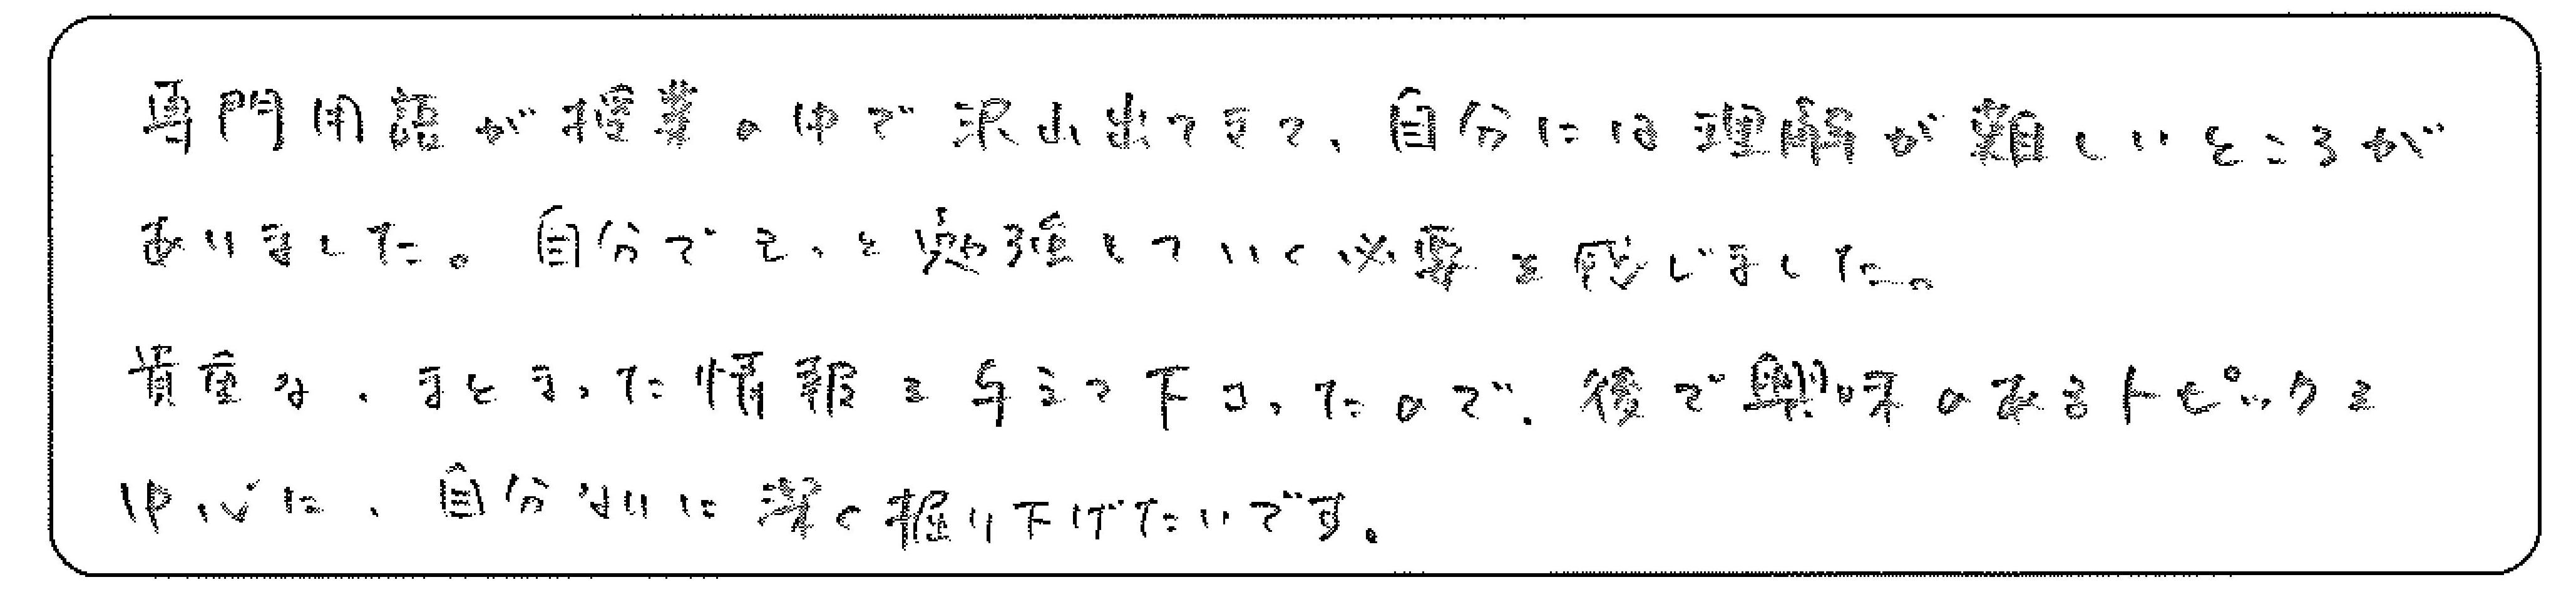 専門用語が授業の中で沢山出てきて、自分には理解が難しいところが
ありました。自分でもっと勉強していく必要を感じました。
貴重な、まとまった情報を与えて下さったので、後で興味のあるトピックを
中心に、自分なりに深く掘り下げたいです。